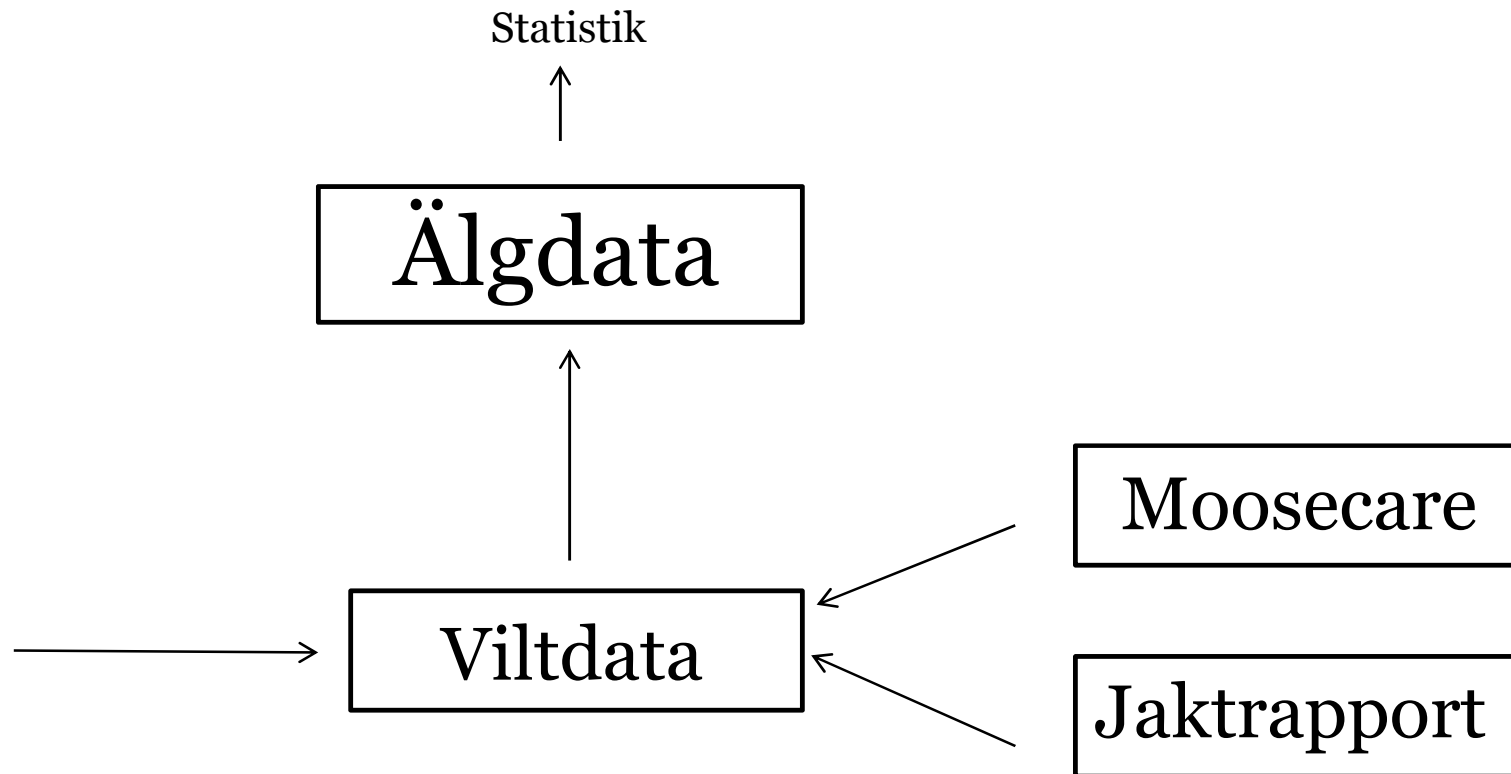 Statistik
Älgdata
Moosecare
Viltdata
Jaktrapport